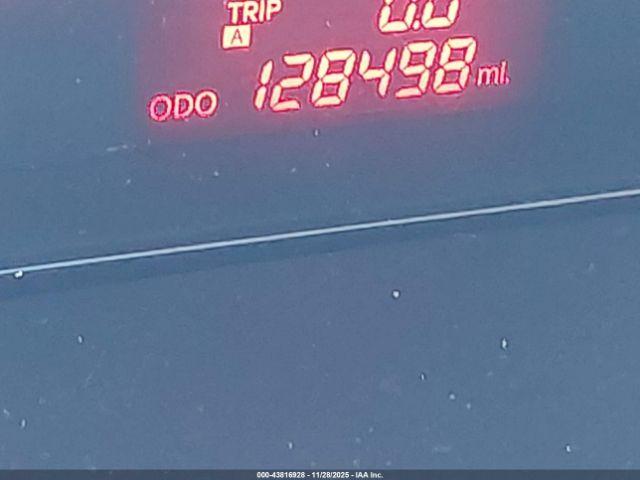 TRIP 0.0
A
ODO 128498 mi.
000-43816928 - 11/28/2025 - IAA Inc.